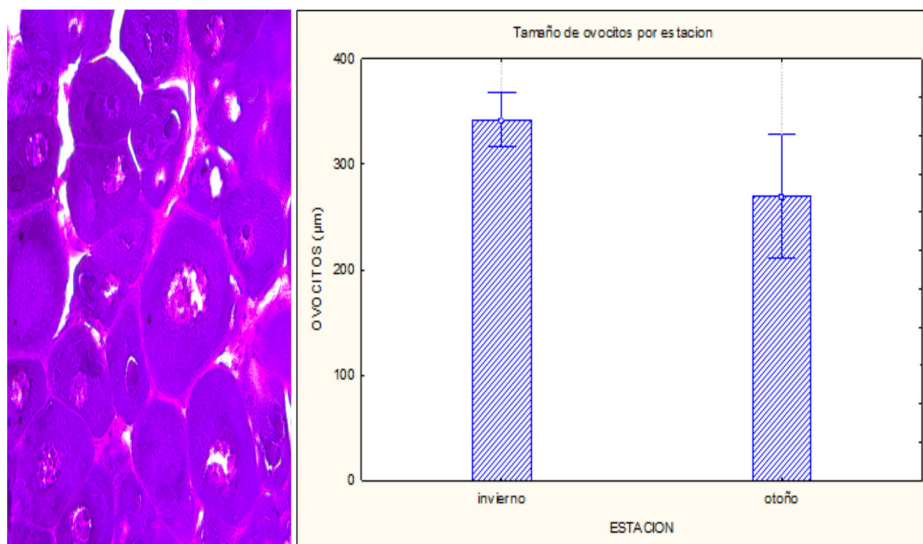 Tamaño de ovocitos por estacion
OVOCITOS (µm)
400
300
200
100
0
invierno
otoño
ESTACION